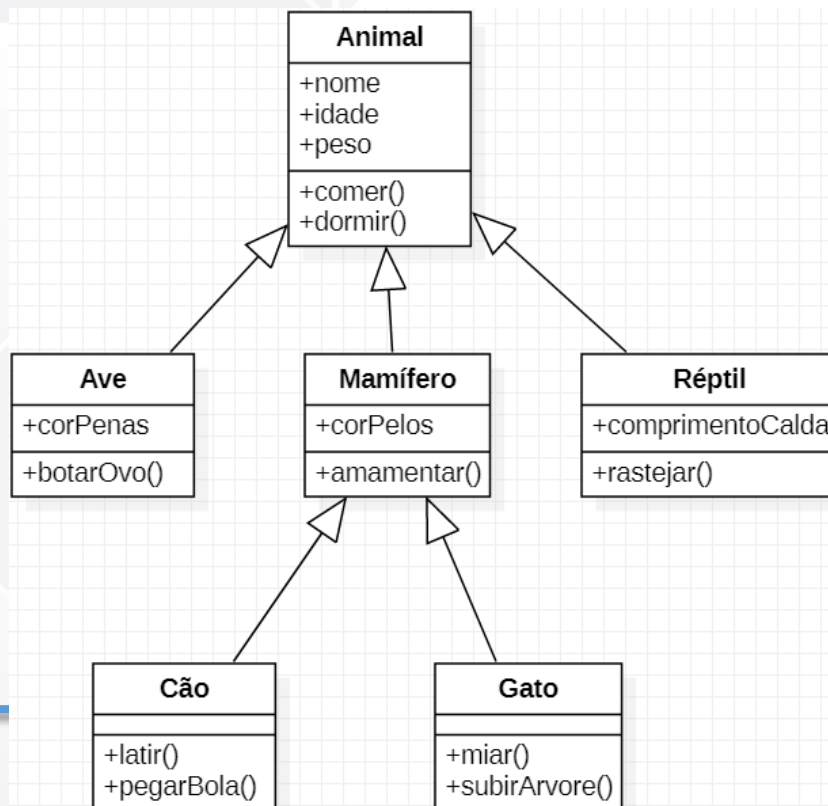 Animal
+nome
+idade
+peso
+comer()
+dormir()
Ave
+corPenas
+botarOvo()
Mamífero
+corPelos
+amamentar()
Réptil
+comprimentoCalda
+rastejar()
Cão
+latir()
+pegarBola()
Gato
+miar()
+subirArvore()